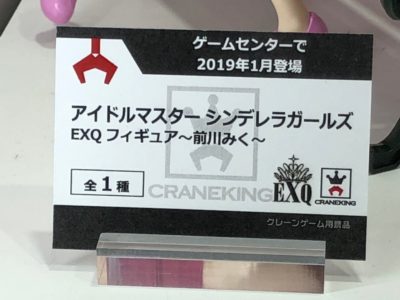 ゲームセンターで
2019年1月登場
アイドルマスター シンデレラガールズ
EXQ フィギュア~前川みく~
全1種
CRANEKING
EXQ
CRANEKING
クレーンゲーム用景品